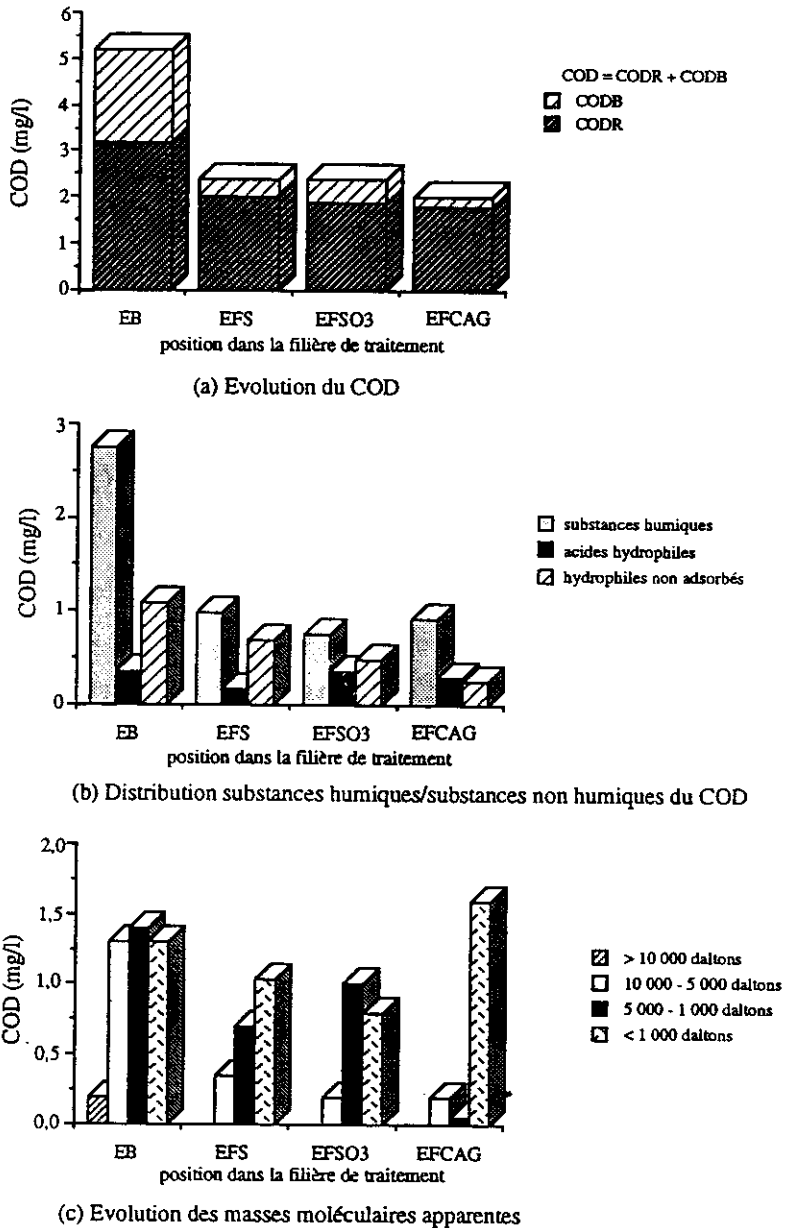 6
5
4
3
2
1
0
COD (mg/l)
COD = CODR + CODB
CODB
CODR
EB EFS EFSO3 EFCAG
position dans la filière de traitement
(a) Evolution du COD
3
2
1
0
COD (mg/l)
substances humiques
acides hydrophiles
hydrophiles non adsorbés
EB EFS EFSO3 EFCAG
position dans la filière de traitement
(b) Distribution substances humiques/substances non humiques du COD
2,0
1,5
1,0
0,5
0,0
COD (mg/l)
> 10 000 daltons
10 000 - 5 000 daltons
5 000 - 1 000 daltons
< 1 000 daltons
EB EFS EFSO3 EFCAG
position dans la filière de traitement
(c) Evolution des masses moléculaires apparentes